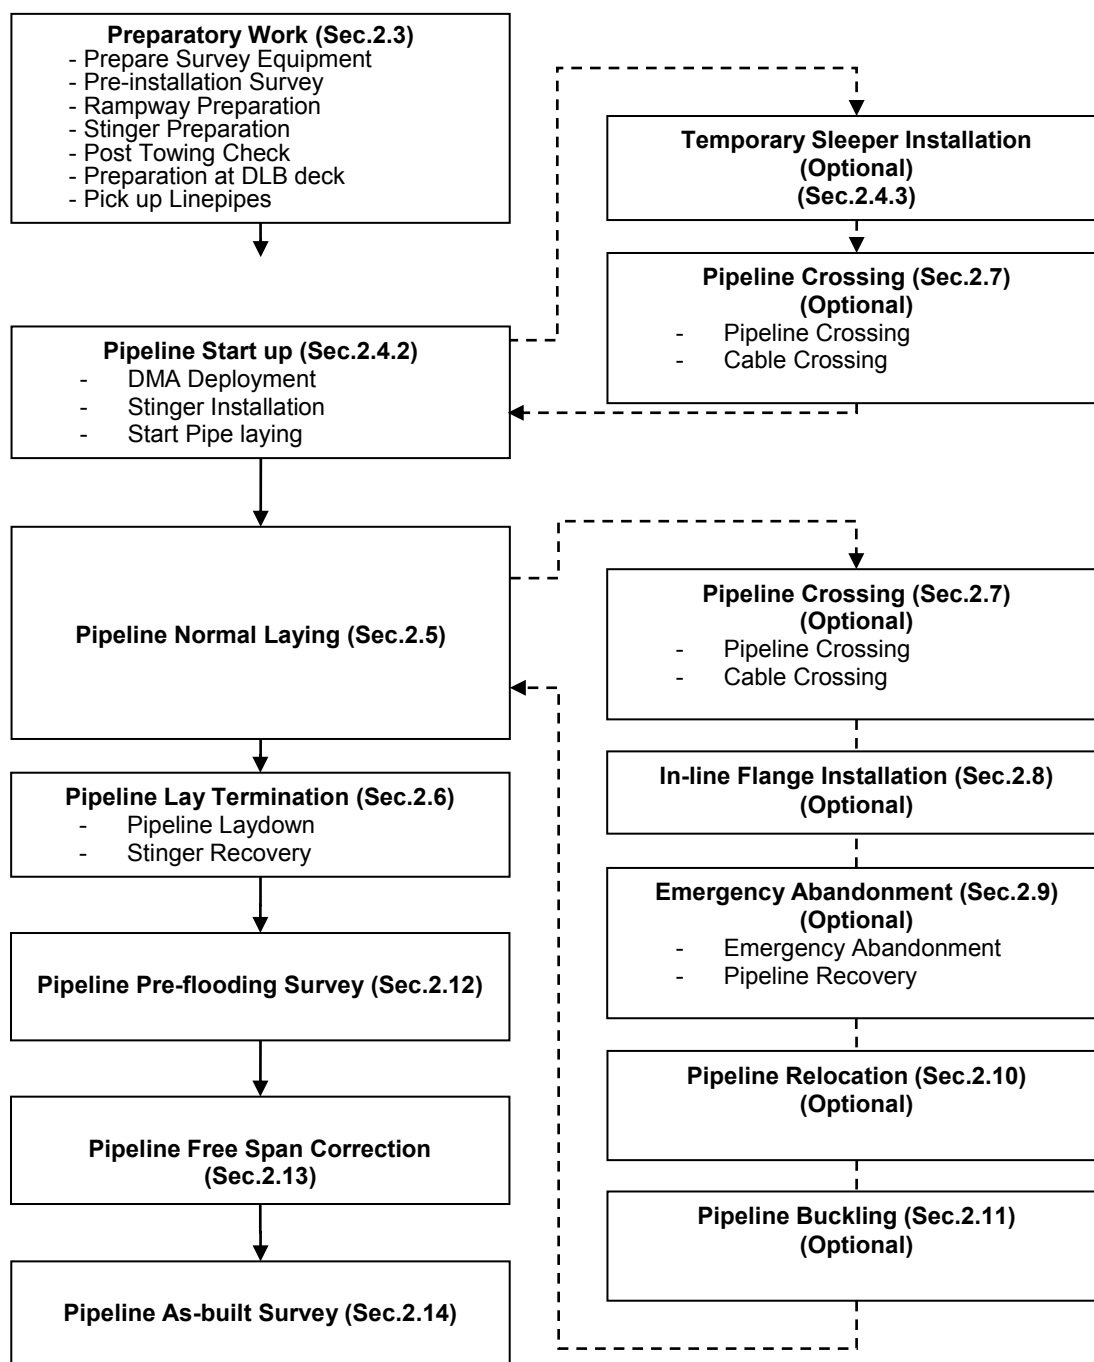 Preparatory Work (Sec.2.3)
- Prepare Survey Equipment
- Pre-installation Survey
- Rampway Preparation
- Stinger Preparation
- Post Towing Check
- Preparation at DLB deck
- Pick up Linepipes
Temporary Sleeper Installation
(Optional)
(Sec.2.4.3)
Pipeline Crossing (Sec.2.7)
(Optional)
- Pipeline Crossing
- Cable Crossing
Pipeline Start up (Sec.2.4.2)
- DMA Deployment
- Stinger Installation
- Start Pipe laying
Pipeline Normal Laying (Sec.2.5)
Pipeline Crossing (Sec.2.7)
(Optional)
- Pipeline Crossing
- Cable Crossing
In-line Flange Installation (Sec.2.8)
(Optional)
Emergency Abandonment (Sec.2.9)
(Optional)
- Emergency Abandonment
- Pipeline Recovery
Pipeline Relocation (Sec.2.10)
(Optional)
Pipeline Buckling (Sec.2.11)
(Optional)
Pipeline Lay Termination (Sec.2.6)
- Pipeline Laydown
- Stinger Recovery
Pipeline Pre-flooding Survey (Sec.2.12)
Pipeline Free Span Correction
(Sec.2.13)
Pipeline As-built Survey (Sec.2.14)